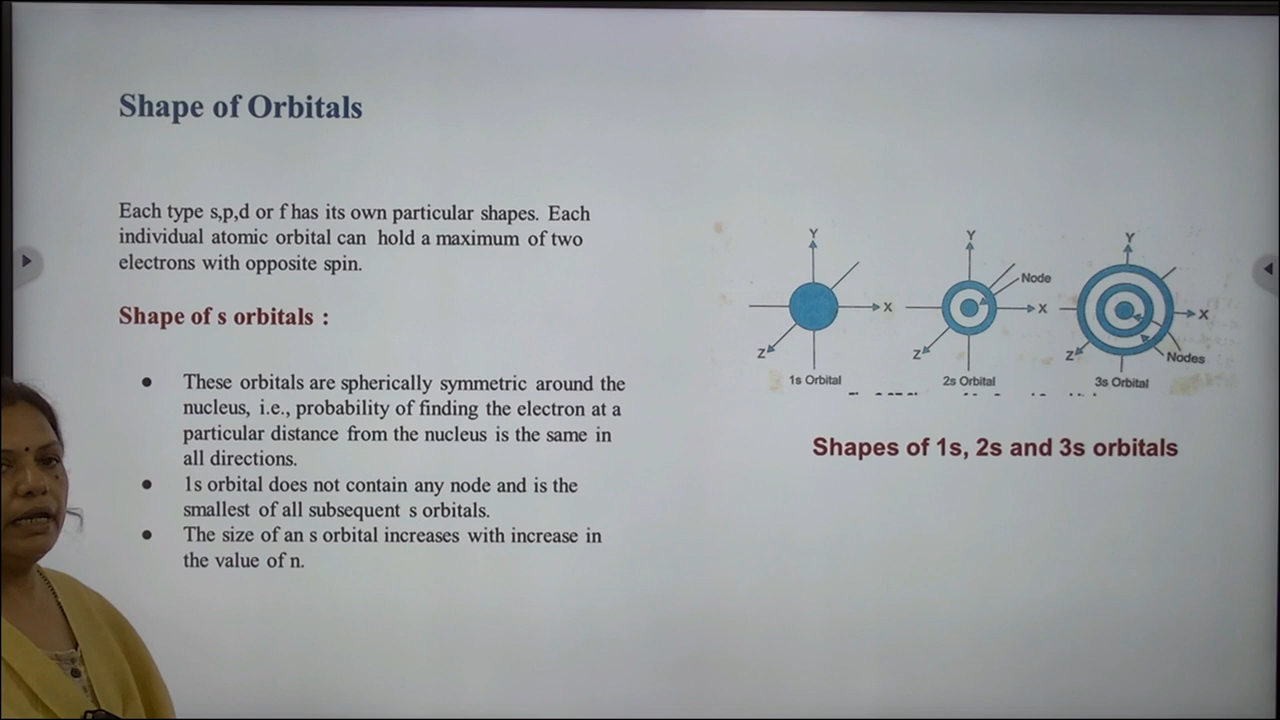 Shape of Orbitals
Each type s,p,d or f has its own particular shapes. Each
individual atomic orbital can hold a maximum of two
electrons with opposite spin.
Shape of s orbitals :
● These orbitals are spherically symmetric around the
nucleus, i.e., probability of finding the electron at a
particular distance from the nucleus is the same in
all directions.
● 1s orbital does not contain any node and is the
smallest of all subsequent s orbitals.
● The size of an s orbital increases with increase in
the value of n.
Y
X
Z
1s Orbital
Y
Node
X
Z
2s Orbital
Y
X
Z
Nodes
3s Orbital
Shapes of 1s, 2s and 3s orbitals